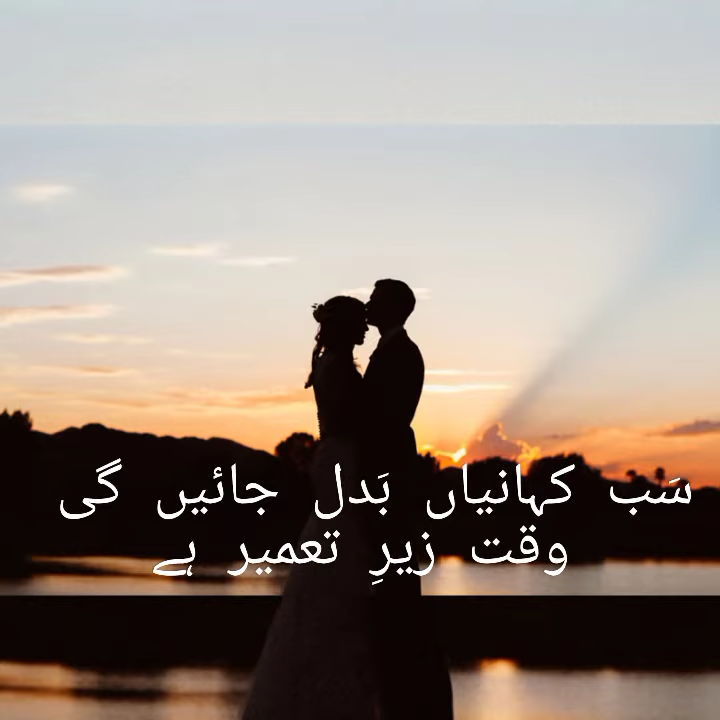 سَب کہانیاں بَدل جائیں گی
وقت زیرِ تعمیر ہے